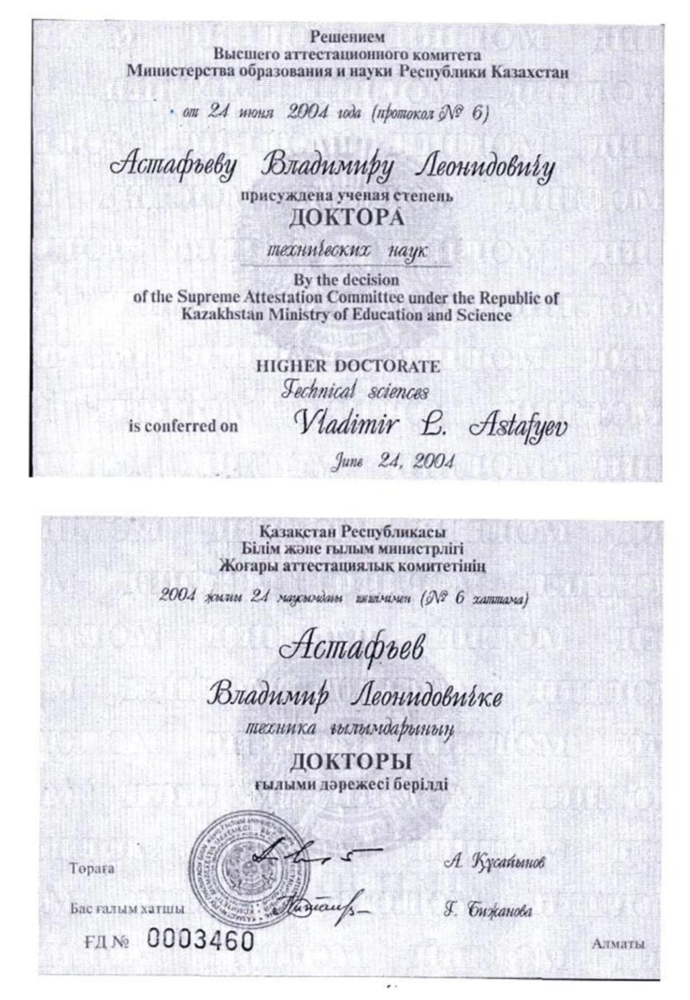 Решением
Высшего аттестационного комитета
Министерства образования и науки Республики Казахстан
от 24 июня 2004 года (протокол № 6)
Астафьеву Владимиру Леонидовичу
присуждена ученая степень
ДОКТОРА
технических наук
By the decision
of the Supreme Attestation Committee under the Republic of
Kazakhstan Ministry of Education and Science
HIGHER DOCTORATE
Technical sciences
is conferred on Vladimir L. Astafyev
June 24, 2004
Қазақстан Республикасы
Білім және ғылым министрлігі
Жоғары аттестациялық комитетінің
2004 жылғы 24 маусымдағы шешімімен (№ 6 хаттама)
Астафьев
Владимир Леонидовичке
техника ғылымдарының
ДОКТОРЫ
ғылыми дәрежесі берілді
Төраға А Құсайынов
Бас ғалым хатшы Г. Бижанова
ҒД № 0003460
Алматы